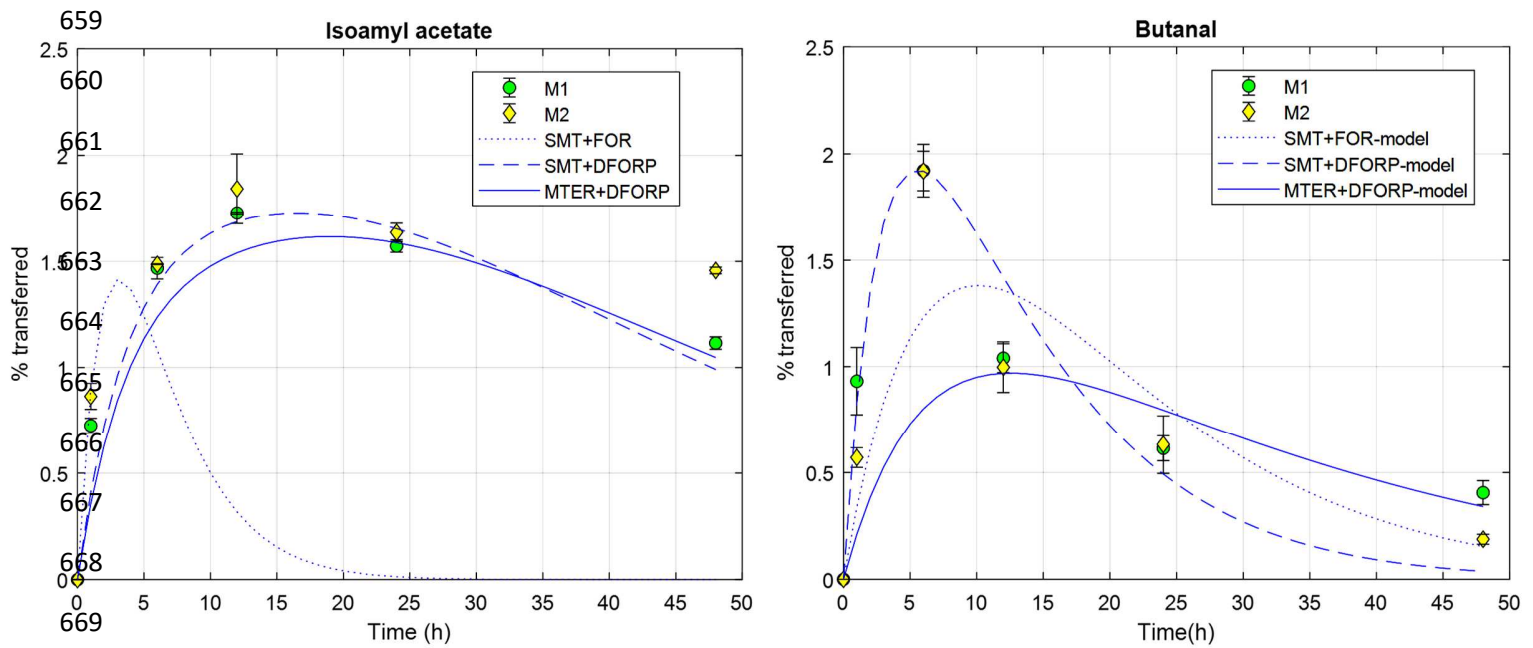 659
Isoamyl acetate
2.5
660
M1
M2
SMT+FOR
SMT+DFORP
MTER+DFORP
661
2
662
1.5
663
664
1
665
666
0.5
667
668
0
669
% transferred
0 5 10 15 20 25 30 35 40 45 50
Time (h)
Butanal
2.5
M1
M2
SMT+FOR-model
SMT+DFORP-model
MTER+DFORP-model
2
1.5
1
0.5
0
% transferred
0 5 10 15 20 25 30 35 40 45 50
Time(h)